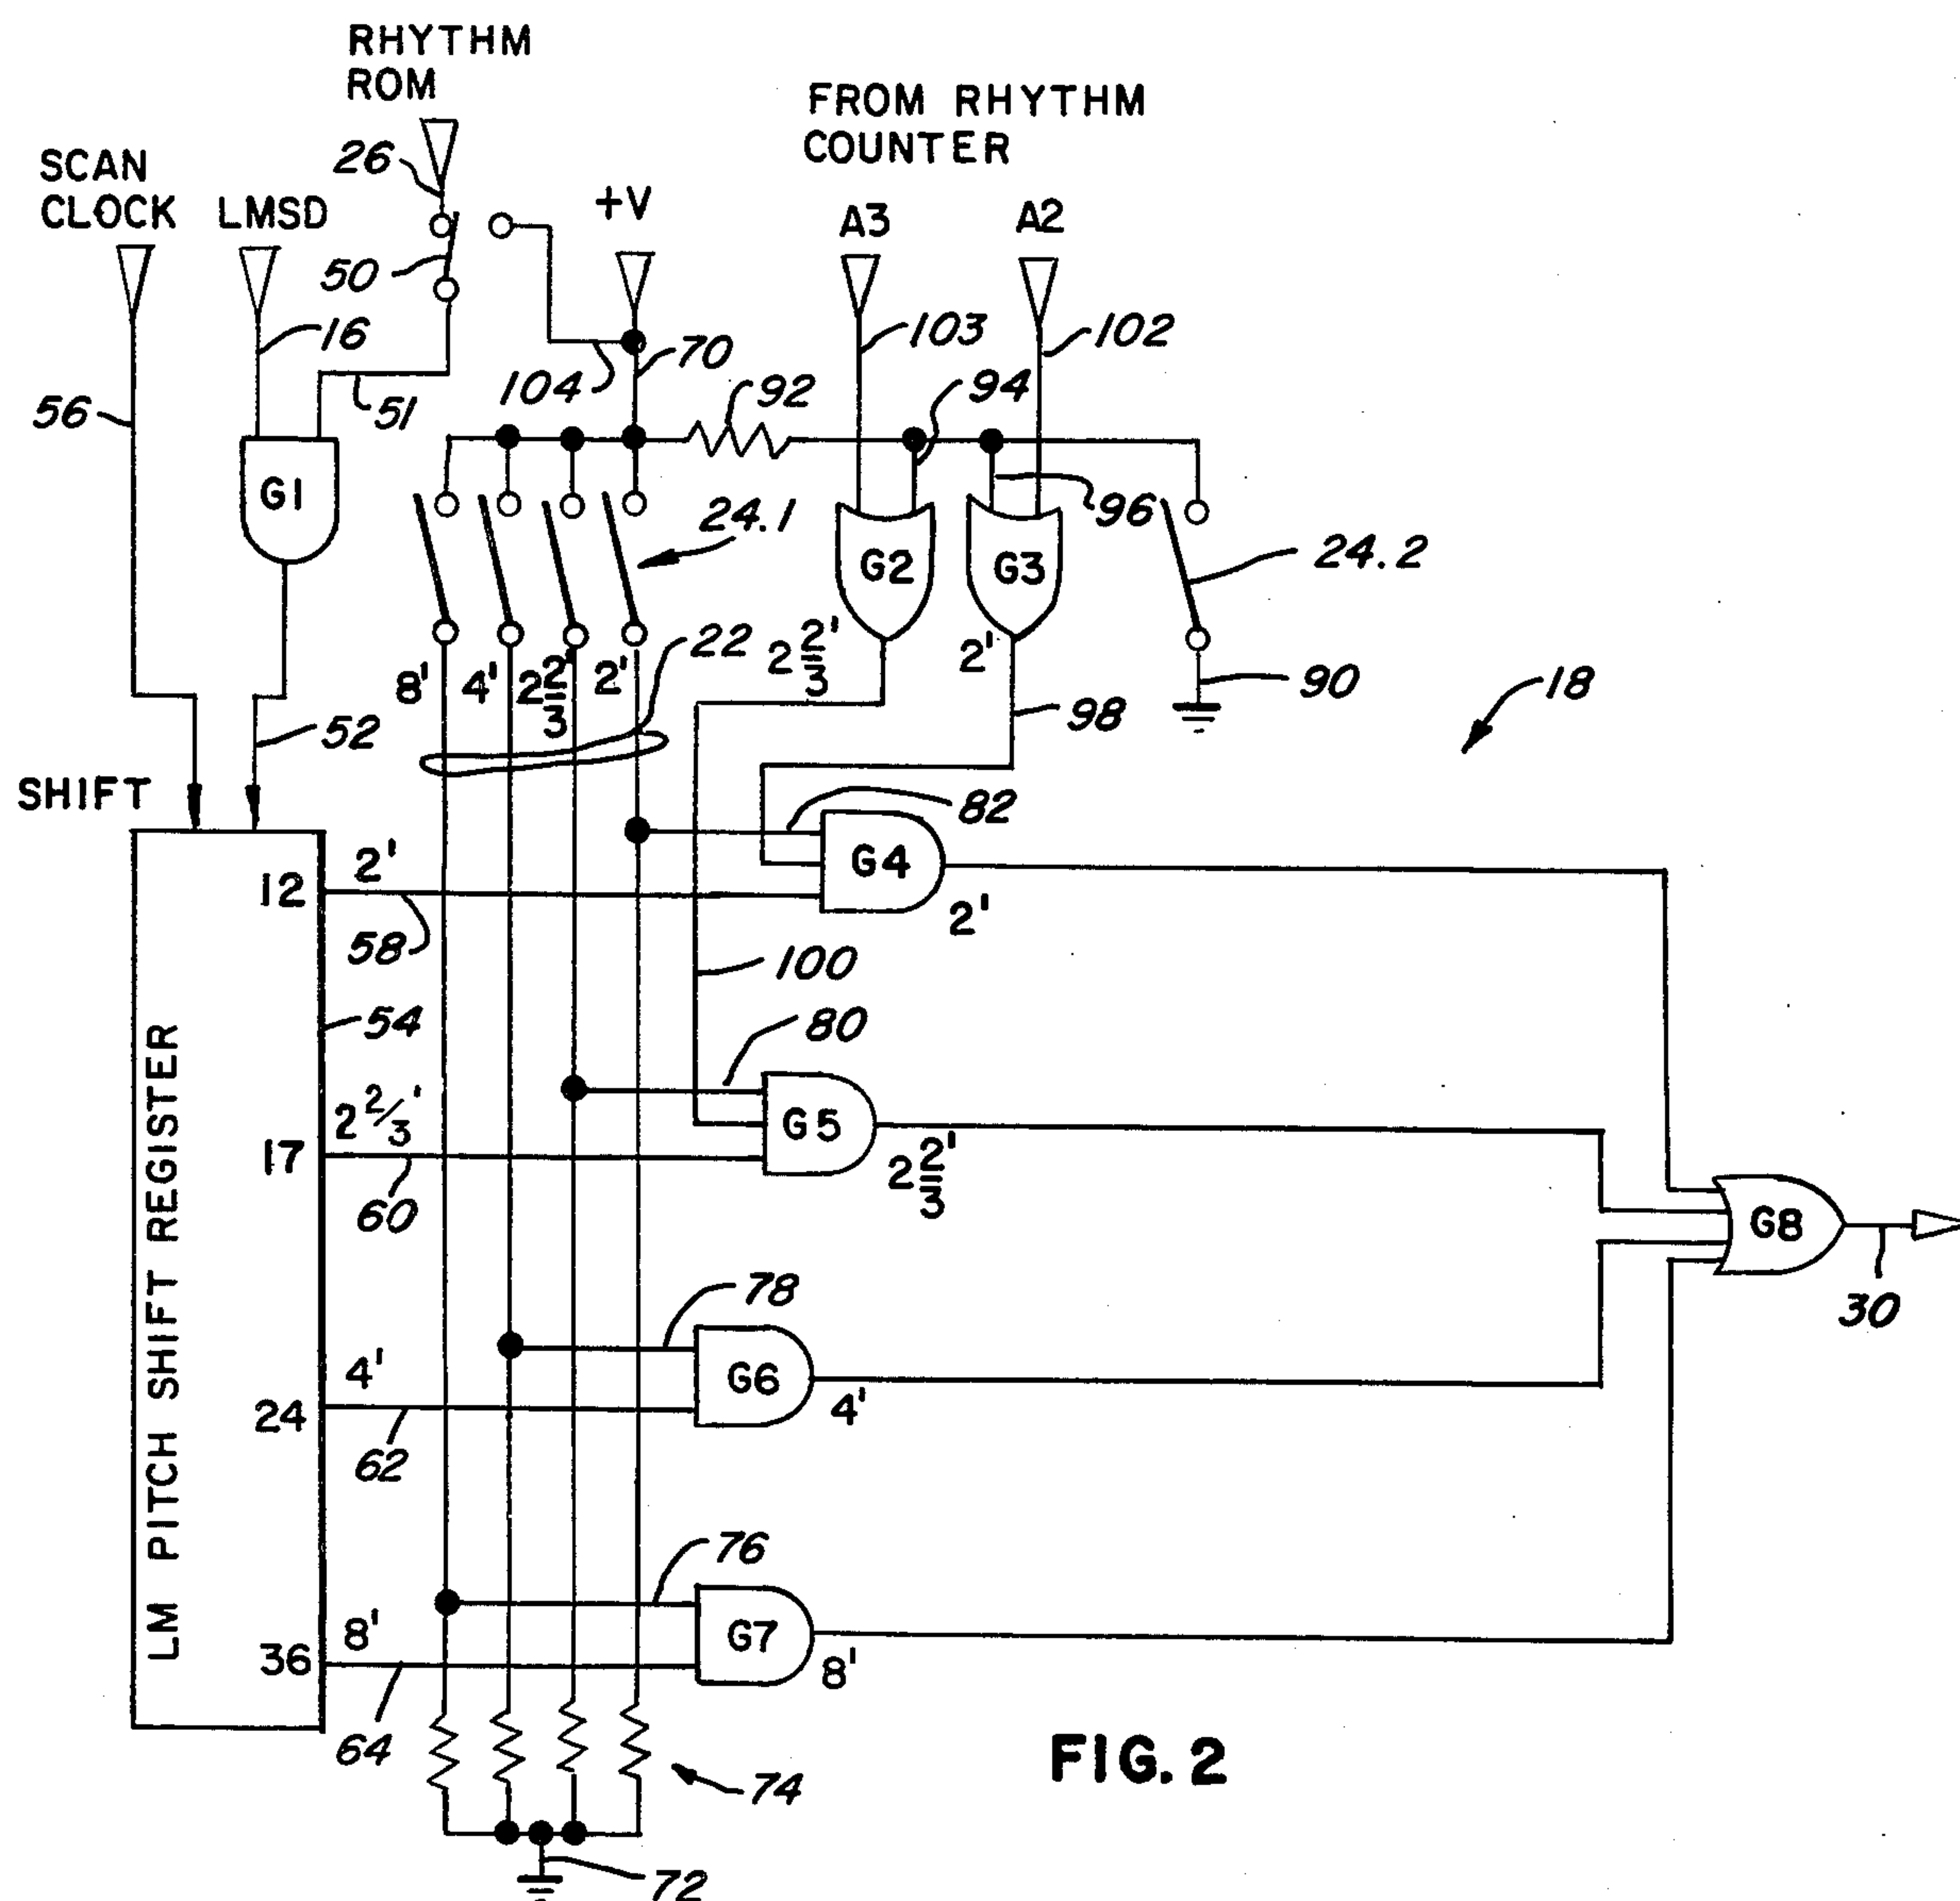 RHYTHM
ROM
FROM RHYTHM
COUNTER
SCAN
CLOCK
LMSD
26
+V
A3
A2
50
16
103
102
104
70
56
51
92
94
G1
24.1
G2
G3
96
24.2
22
2 2/3'
2'
90
18
8'
4'
2 2/3'
2'
98
52
SHIFT
82
12
2'
G4
2'
58
100
54
80
LM PITCH SHIFT REGISTER
17
2 2/3'
G5
2 2/3'
60
G8
30
78
24
4'
G6
4'
62
76
36
8'
G7
8'
64
74
FIG. 2
72